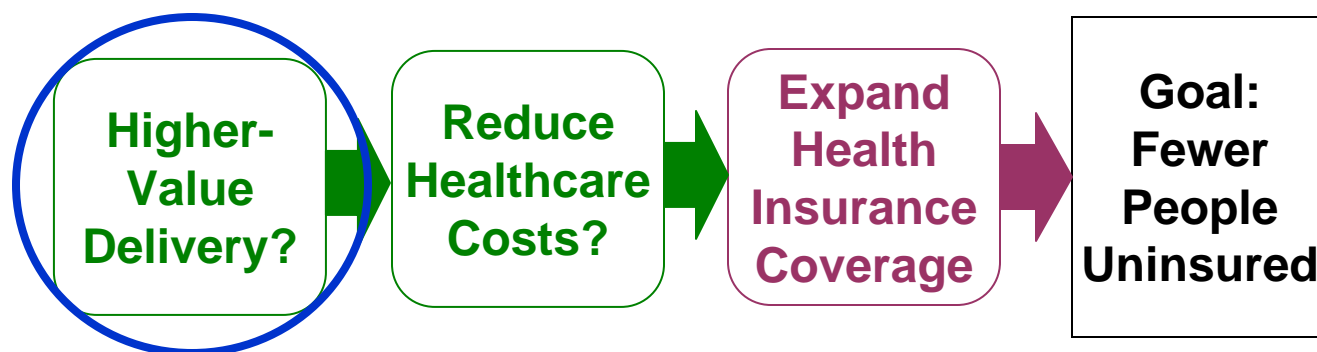 Higher-
Value
Delivery?
Reduce
Healthcare
Costs?
Expand
Health
Insurance
Coverage
Goal:
Fewer
People
Uninsured